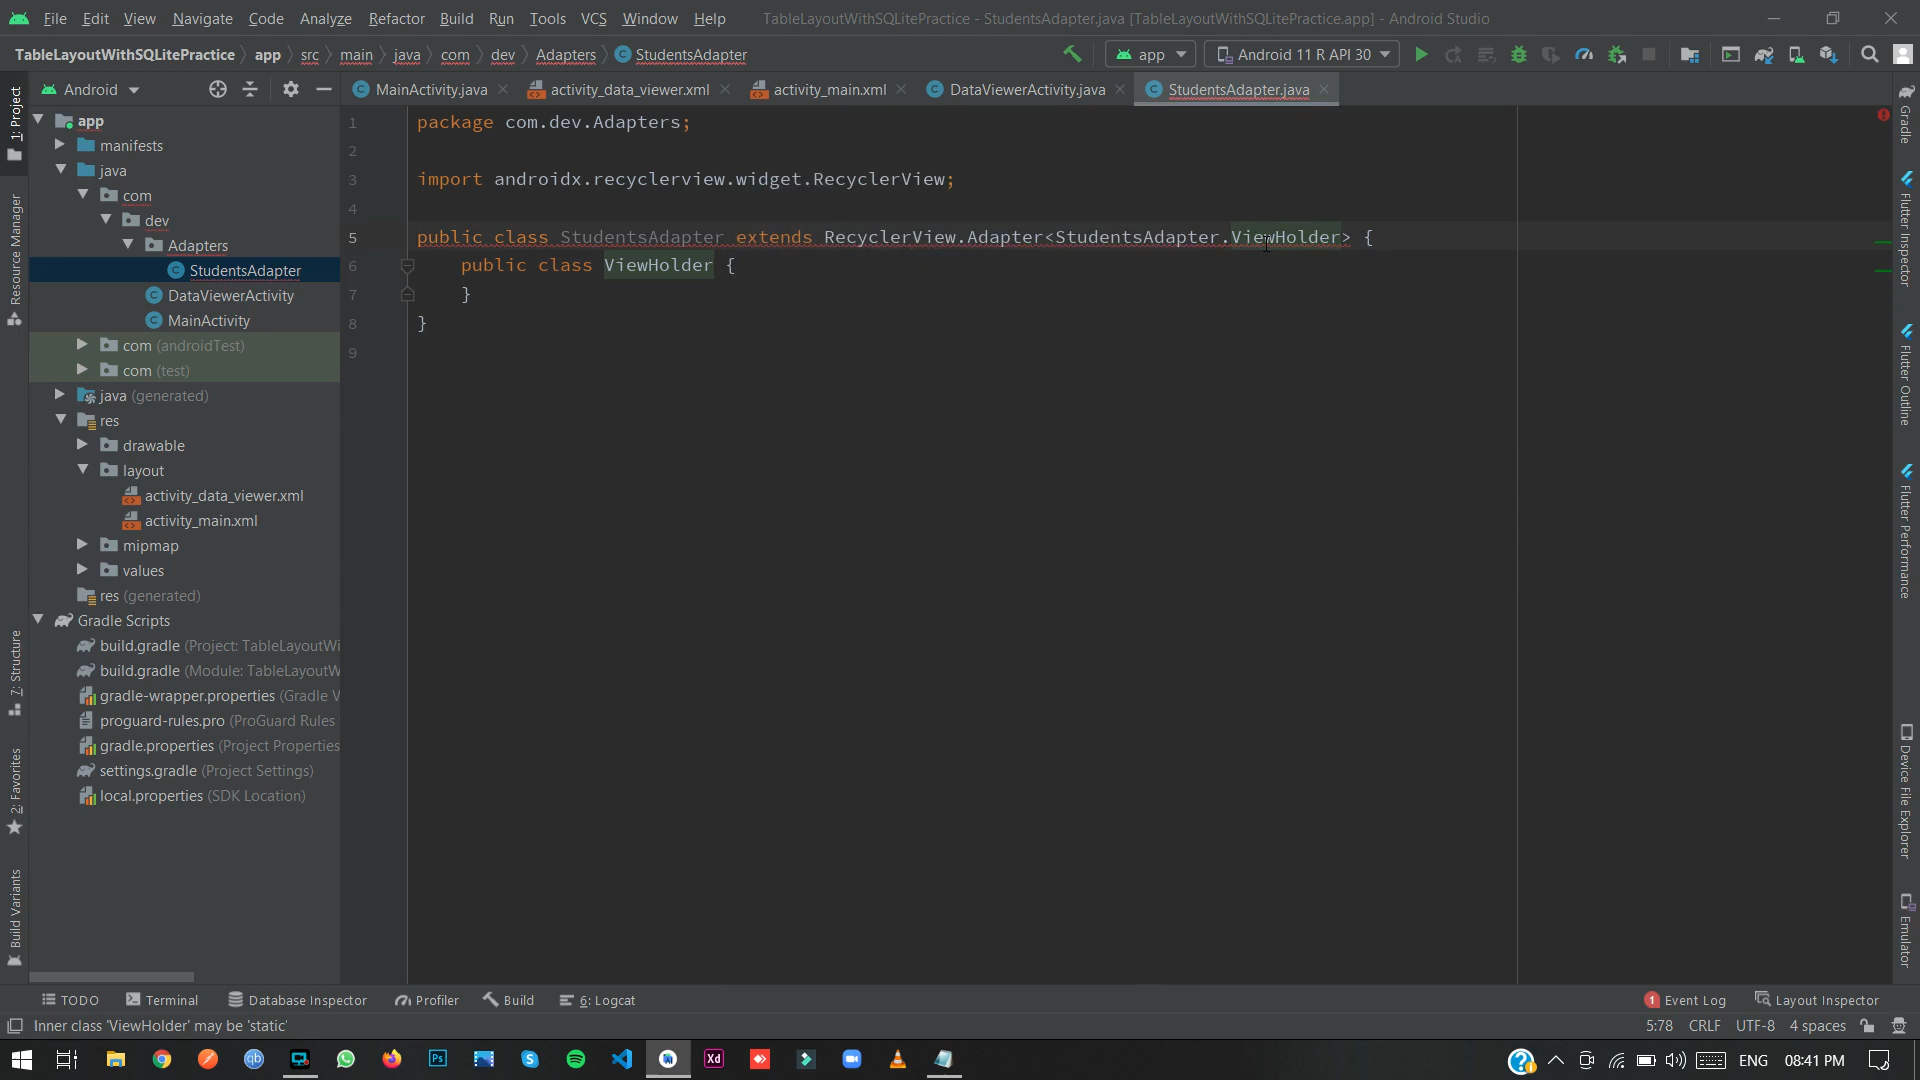 File Edit View Navigate Code Analyze Refactor Build Run Tools VCS Window Help TableLayoutWithSQLitePractice - StudentsAdapter.java [TableLayoutWithSQLitePractice.app] - Android Studio
TableLayoutWithSQLitePractice app src main java com dev Adapters StudentsAdapter app Android 11 R API 30
Android MainActivity.java activity_data_viewer.xml activity_main.xml DataViewerActivity.java StudentsAdapter.java
1: Project
Resource Manager
7: Structure
2: Favorites
Build Variants
app
manifests
java
com
dev
Adapters
StudentsAdapter
DataViewerActivity
MainActivity
com (androidTest)
com (test)
java (generated)
res
drawable
layout
activity_data_viewer.xml
activity_main.xml
mipmap
values
res (generated)
Gradle Scripts
build.gradle (Project: TableLayoutWi
build.gradle (Module: TableLayoutW
gradle-wrapper.properties (Gradle V
proguard-rules.pro (ProGuard Rules
gradle.properties (Project Properties
settings.gradle (Project Settings)
local.properties (SDK Location)
1 package com.dev.Adapters;
2
3 import androidx.recyclerview.widget.RecyclerView;
4
5 public class StudentsAdapter extends RecyclerView.Adapter<StudentsAdapter.ViewHolder> {
6 public class ViewHolder {
7 }
8 }
9
Gradle
Flutter Inspector
Flutter Outline
Flutter Performance
Device File Explorer
Emulator
TODO Terminal Database Inspector Profiler Build 6: Logcat 1 Event Log Layout Inspector
Inner class 'ViewHolder' may be 'static' 5:78 CRLF UTF-8 4 spaces
qb Ps Xd ENG 08:41 PM